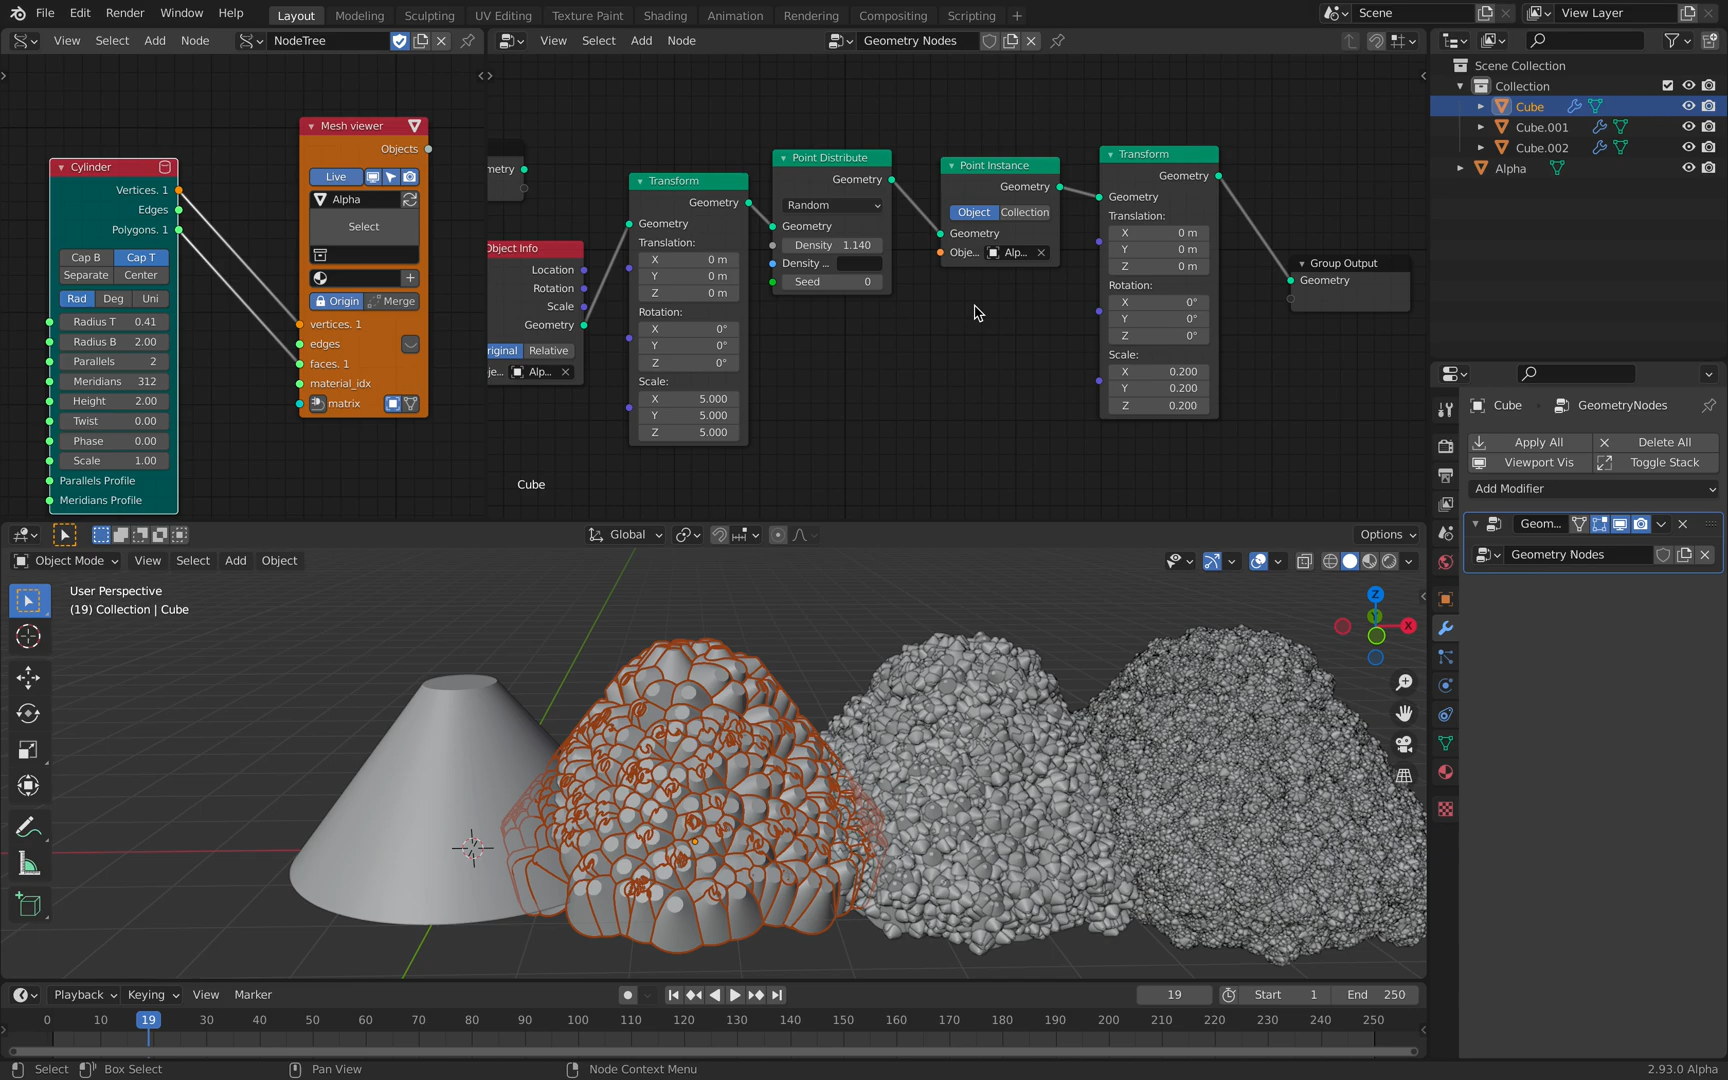 File Edit Render Window Help
Layout Modeling Sculpting UV Editing Texture Paint Shading Animation Rendering Compositing Scripting +
Scene
View Layer
View Select Add Node
NodeTree
View Select Add Node
Geometry Nodes
Cylinder
Vertices. 1
Edges
Polygons. 1
Cap B Cap T
Separate Center
Rad Deg Uni
Radius T 0.41
Radius B 2.00
Parallels 2
Meridians 312
Height 2.00
Twist 0.00
Phase 0.00
Scale 1.00
Parallels Profile
Meridians Profile
Mesh viewer
Objects
Live
Alpha
Select
Origin Merge
vertices. 1
edges
faces. 1
material_idx
matrix
metry
Object Info
Location
Rotation
Scale
Geometry
riginal Relative
je... Alp...
Transform
Geometry
Geometry
Translation:
X 0 m
Y 0 m
Z 0 m
Rotation:
X 0°
Y 0°
Z 0°
Scale:
X 5.000
Y 5.000
Z 5.000
Point Distribute
Geometry
Random
Geometry
Density 1.140
Density ...
Seed 0
Point Instance
Geometry
Object Collection
Geometry
Obje... Alp...
Transform
Geometry
Geometry
Translation:
X 0 m
Y 0 m
Z 0 m
Rotation:
X 0°
Y 0°
Z 0°
Scale:
X 0.200
Y 0.200
Z 0.200
Group Output
Geometry
Cube
Scene Collection
Collection
Cube
Cube.001
Cube.002
Alpha
Cube GeometryNodes
Apply All Delete All
Viewport Vis Toggle Stack
Add Modifier
Geom...
Geometry Nodes
Global
Options
Object Mode View Select Add Object
User Perspective
(19) Collection | Cube
Z
Y
X
Playback Keying View Marker
19 Start 1 End 250
0 10 19 30 40 50 60 70 80 90 100 110 120 130 140 150 160 170 180 190 200 210 220 230 240 250
Select Box Select Pan View Node Context Menu
2.93.0 Alpha